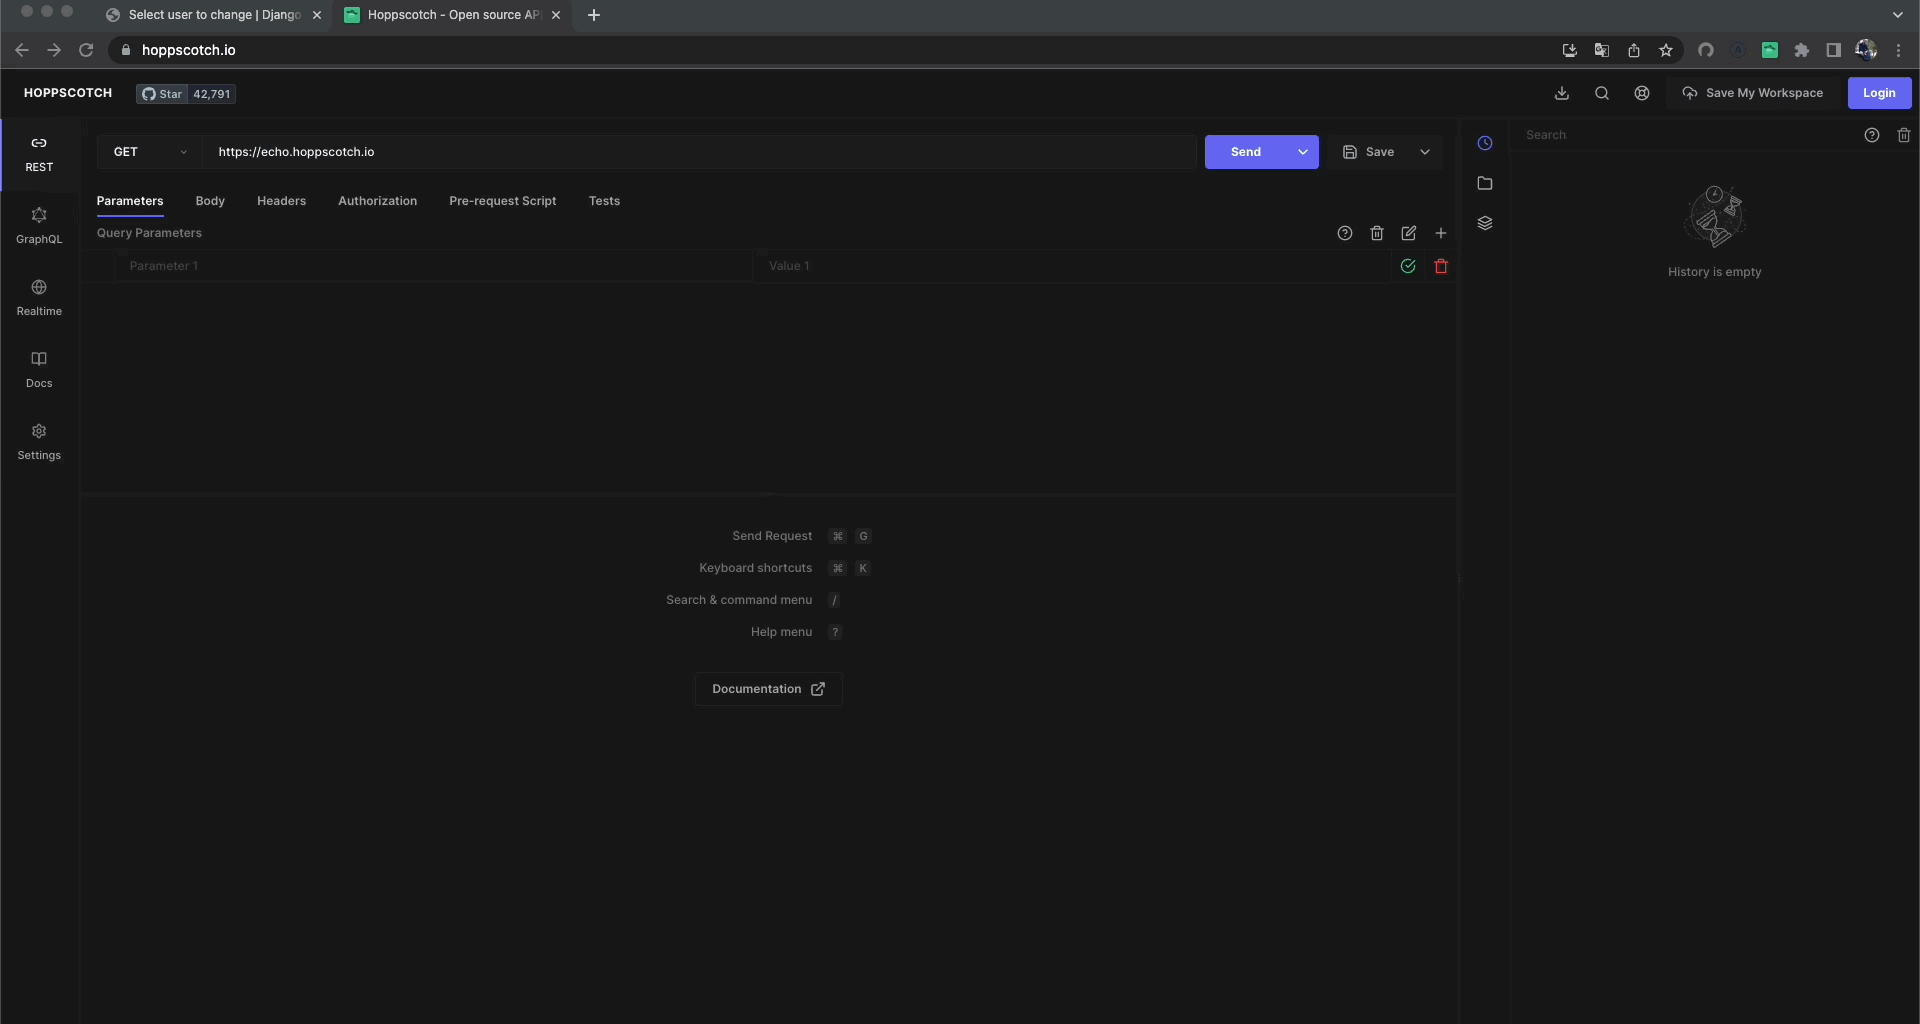 Select user to change | Django
Hoppscotch - Open source AP
hoppscotch.io
HOPPSCOTCH
Star 42,791
Save My Workspace
Login
REST
GraphQL
Realtime
Docs
Settings
GET
https://echo.hoppscotch.io
Send
Save
Parameters Body Headers Authorization Pre-request Script Tests
Query Parameters
Parameter 1
Value 1
Send Request ⌘ G
Keyboard shortcuts ⌘ K
Search & command menu /
Help menu ?
Documentation
Search
History is empty